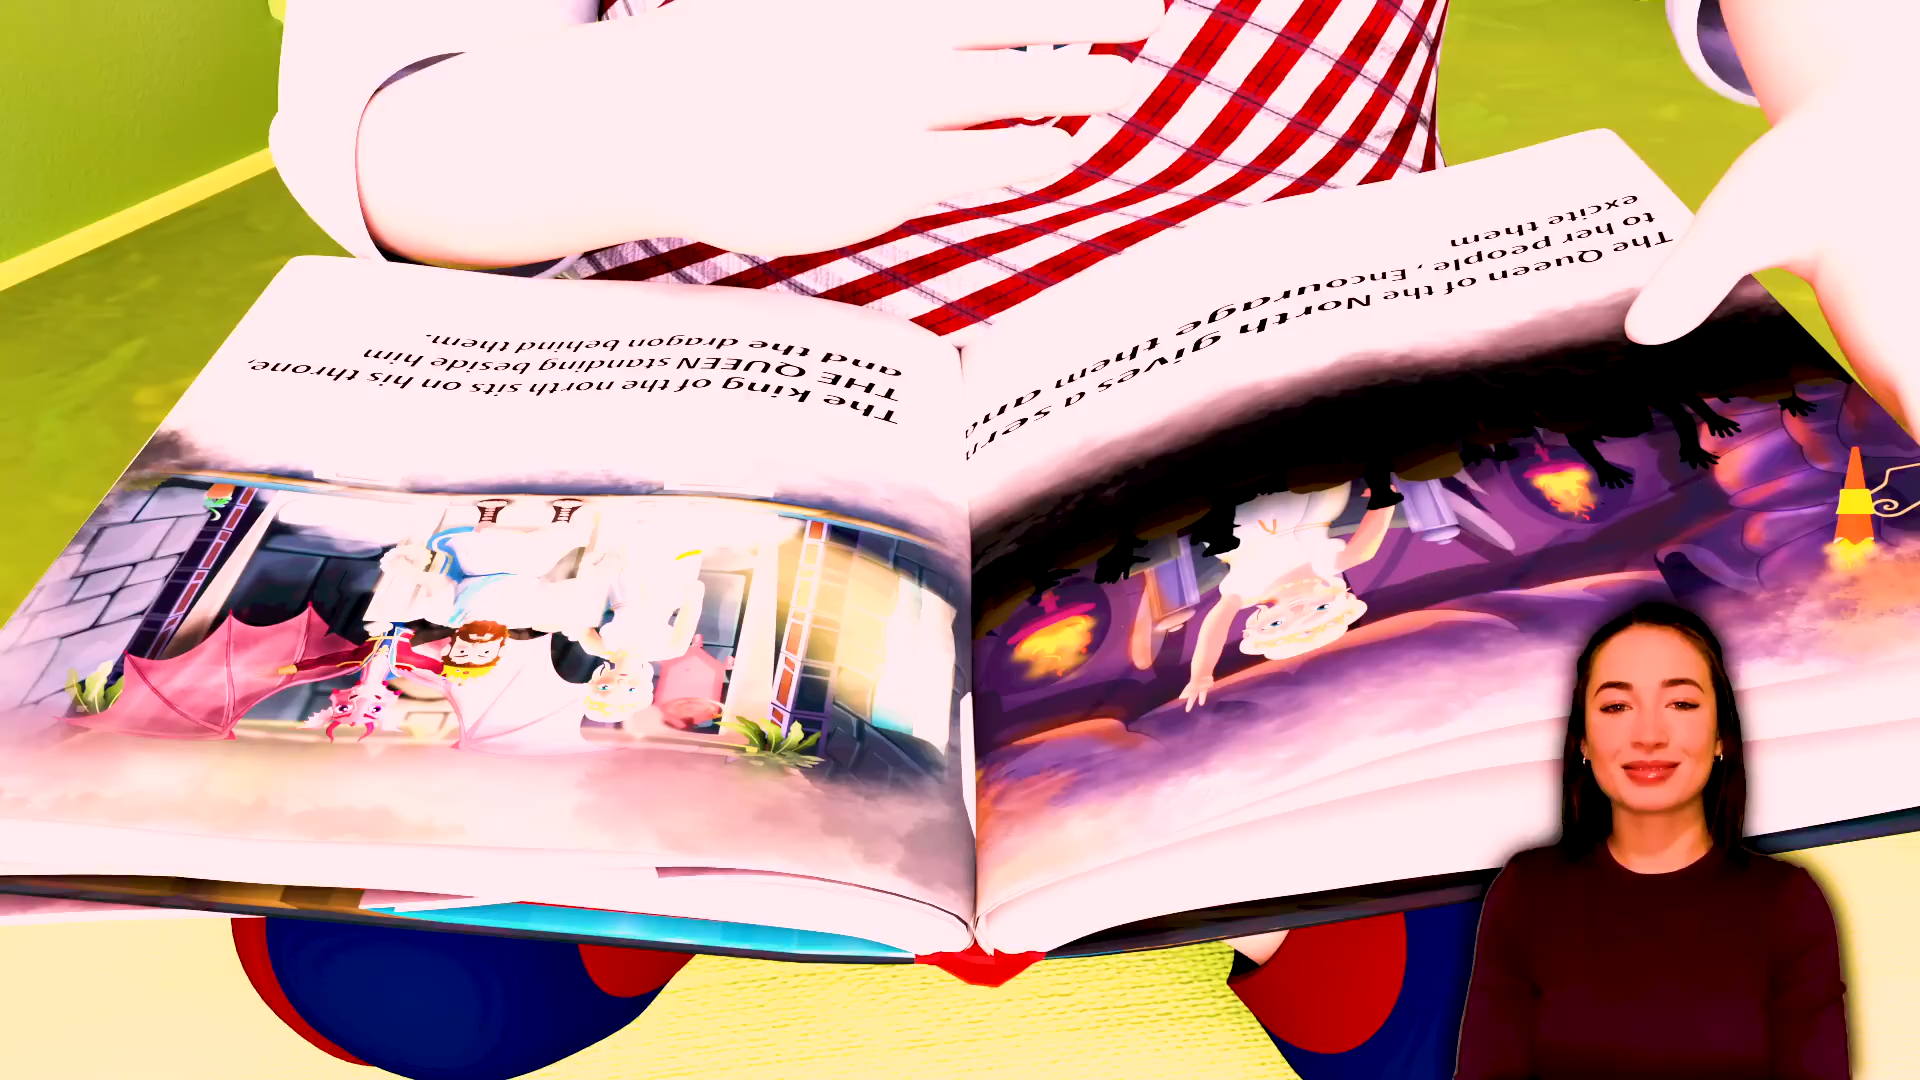 The king of the north sits on his throne,
THE QUEEN standing beside him
and the dragon behind them.
The Queen of the North gives a
to her people, Encourage them
excite them